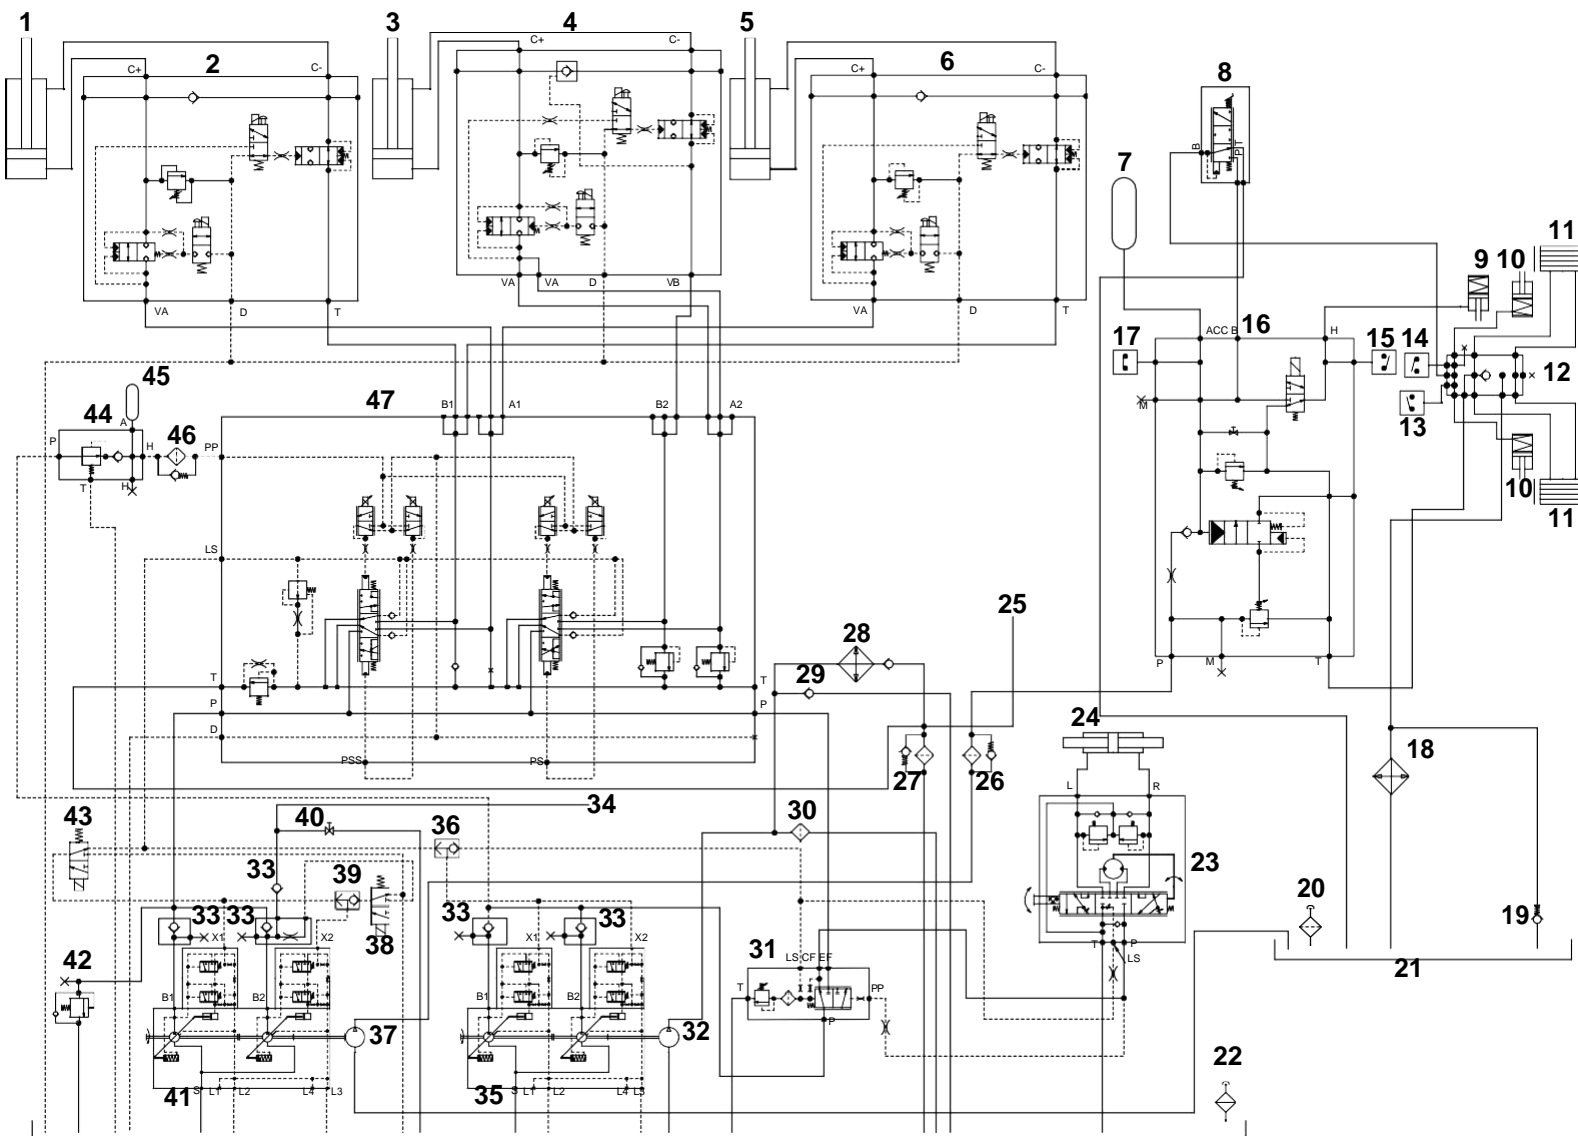 1
3
4
5
2
6
8
C+
C-
C+
C-
C+
C-
B
P
T
7
11
9
10
VA
D
T
VA
VA
D
VB
VA
D
T
17
ACC
B
16
H
15
14
12
M
13
10
11
45
44
A
P
H
46
PP
T
H
47
B1
A1
B2
A2
LS
T
P
D
PSS
PS
T
P
25
28
29
P
M
T
24
27
26
18
L
R
34
40
43
36
30
33
39
23
20
19
33
33
X1
X2
38
33
X1
33
X2
31
T
P
LS
21
42
LS
CF
EF
B1
B2
B1
B2
T
PP
P
37
32
22
41
S
L1
L2
L4
L3
35
S
L1
L2
L4
L3